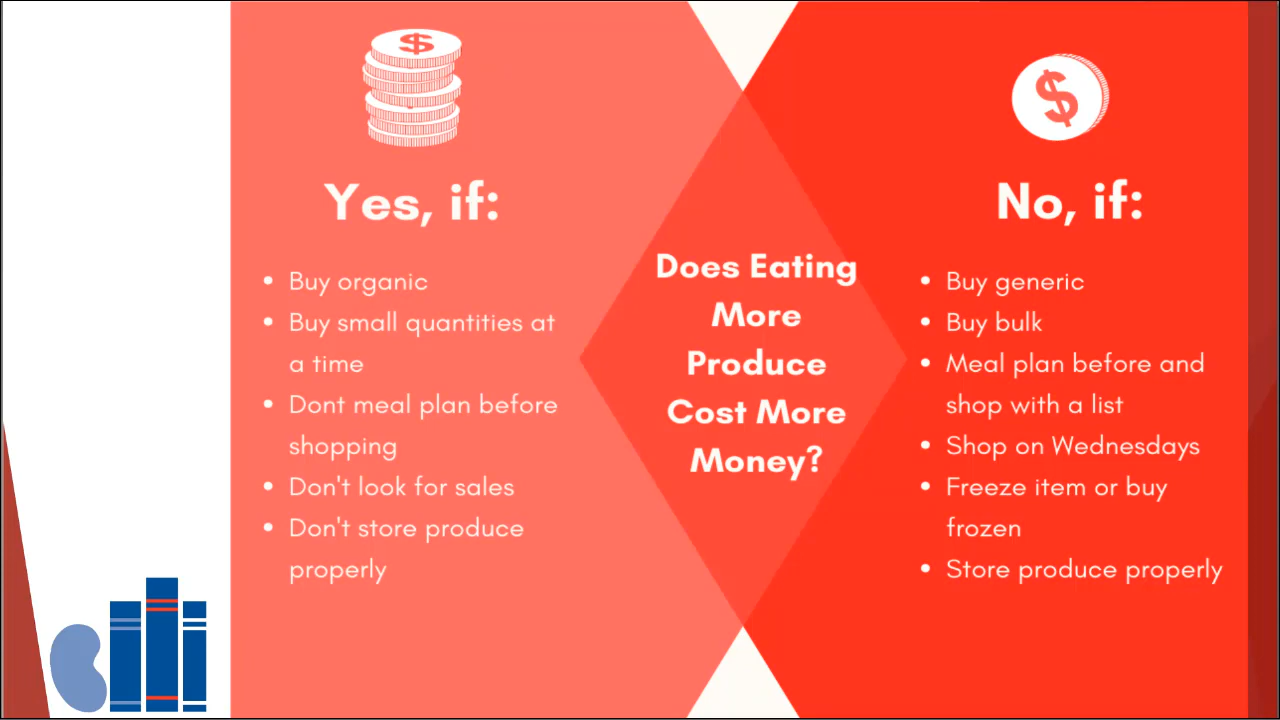 $
Yes, if:
• Buy organic
• Buy small quantities at
a time
• Dont meal plan before
shopping
• Don't look for sales
• Don't store produce
properly
Does Eating
More
Produce
Cost More
Money?
$
No, if:
• Buy generic
• Buy bulk
• Meal plan before and
shop with a list
• Shop on Wednesdays
• Freeze item or buy
frozen
• Store produce properly